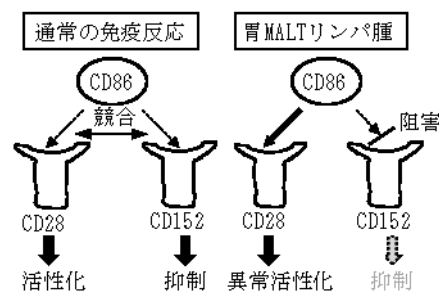 通常の免疫反応
胃MALTリンパ腫
CD86
CD86
競合
阻害
CD28
CD152
CD28
CD152
活性化
抑制
異常活性化
抑制